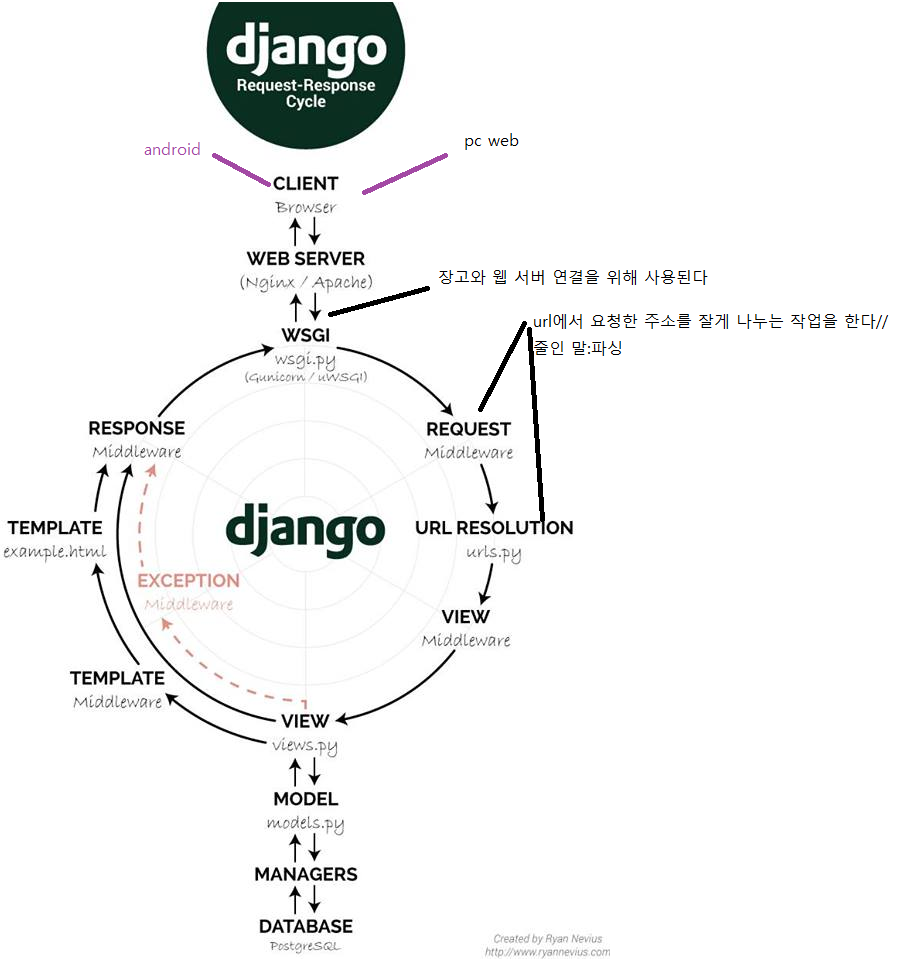 django
Request-Response
Cycle
android
pc web
CLIENT
Browser
WEB SERVER
(Nginx / Apache)
장고와 웹 서버 연결을 위해 사용된다
WSGI
wsgi.py
(Gunicorn / uWSGI)
url에서 요청한 주소를 잘게 나누는 작업을 한다//
줄인 말:파싱
RESPONSE
Middleware
REQUEST
Middleware
TEMPLATE
example.html
django
URL RESOLUTION
urls.py
EXCEPTION
Middleware
VIEW
Middleware
TEMPLATE
Middleware
VIEW
views.py
MODEL
models.py
MANAGERS
DATABASE
PostgreSQL
Created by Ryan Nevius
http://www.ryannevius.com